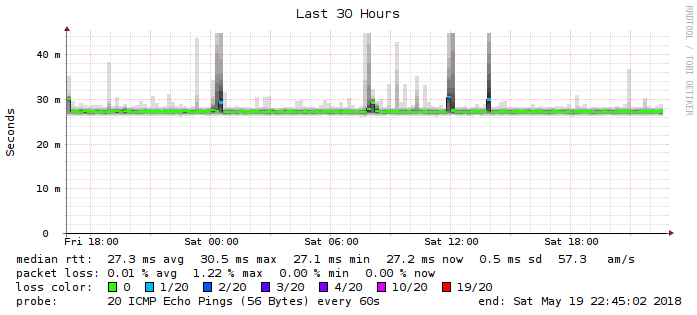 Last 30 Hours
RRDTOOL / TOBI OETIKER
Seconds
40 m
30 m
20 m
10 m
0
Fri 18:00 Sat 00:00 Sat 06:00 Sat 12:00 Sat 18:00
median rtt: 27.3 ms avg 30.5 ms max 27.1 ms min 27.2 ms now 0.5 ms sd 57.3 am/s
packet loss: 0.01 % avg 1.22 % max 0.00 % min 0.00 % now
loss color: 0 1/20 2/20 3/20 4/20 10/20 19/20
probe: 20 ICMP Echo Pings (56 Bytes) every 60s end: Sat May 19 22:45:02 2018